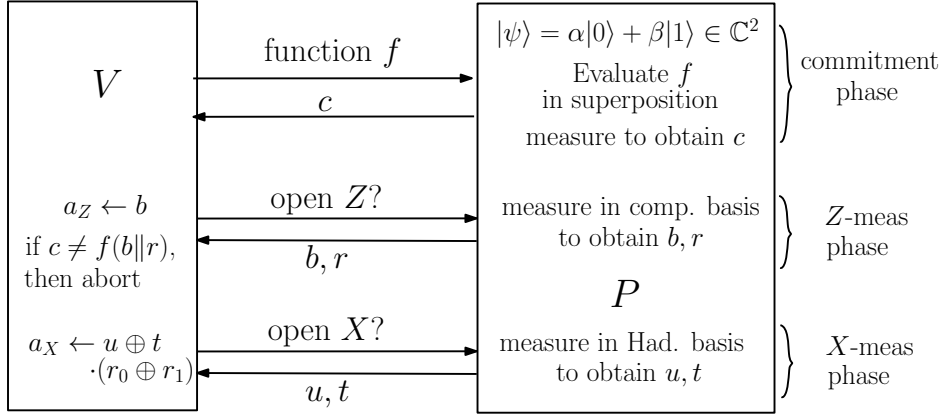 V
a_Z ← b
if c ≠ f(b‖r),
then abort
a_X ← u ⊕ t
·(r_0 ⊕ r_1)
function f
c
open Z?
b, r
open X?
u, t
|ψ⟩ = α|0⟩ + β|1⟩ ∈ ℂ^2
Evaluate f
in superposition
measure to obtain c
measure in comp. basis
to obtain b, r
P
measure in Had. basis
to obtain u, t
commitment
phase
Z-meas
phase
X-meas
phase